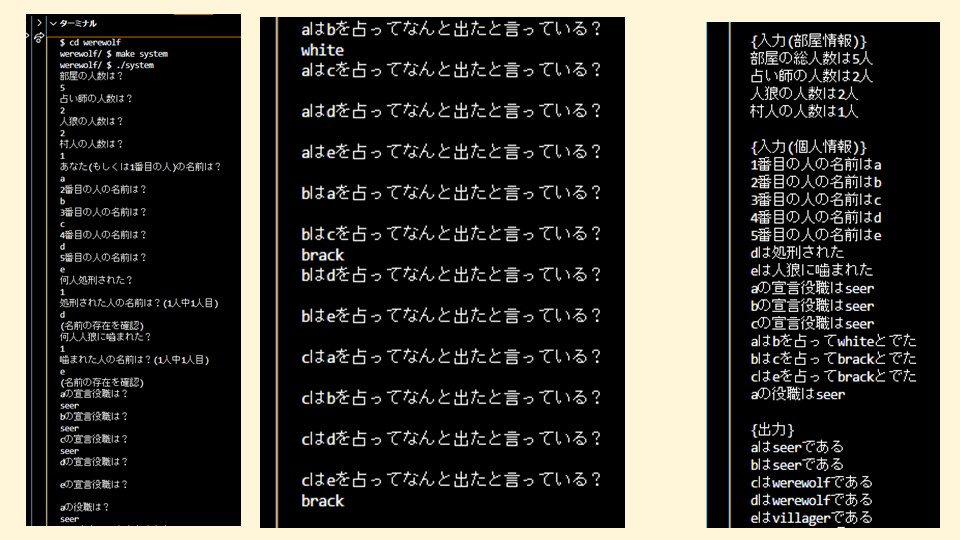 ターミナル
$ cd werewolf
werewolf/ $ make system
werewolf/ $ ./system
部屋の人数は？
5
占い師の人数は？
2
人狼の人数は？
2
村人の人数は？
1
あなた(もしくは1番目の人)の名前は？
a
2番目の人の名前は？
b
3番目の人の名前は？
c
4番目の人の名前は？
d
5番目の人の名前は？
e
何人処刑された？
1
処刑された人の名前は？(1人中1人目)
d
(名前の存在を確認)
何人人狼に噛まれた？
1
噛まれた人の名前は？(1人中1人目)
e
(名前の存在を確認)
aの宣言役職は？
seer
bの宣言役職は？
seer
cの宣言役職は？
seer
dの宣言役職は？
eの宣言役職は？
aの役職は？
seer
aはbを占ってなんと出たと言っている？
white
aはcを占ってなんと出たと言っている？
aはdを占ってなんと出たと言っている？
aはeを占ってなんと出たと言っている？
bはaを占ってなんと出たと言っている？
bはcを占ってなんと出たと言っている？
brack
bはdを占ってなんと出たと言っている？
bはeを占ってなんと出たと言っている？
cはaを占ってなんと出たと言っている？
cはbを占ってなんと出たと言っている？
cはdを占ってなんと出たと言っている？
cはeを占ってなんと出たと言っている？
brack
{入力(部屋情報)}
部屋の総人数は5人
占い師の人数は2人
人狼の人数は2人
村人の人数は1人
{入力(個人情報)}
1番目の人の名前はa
2番目の人の名前はb
3番目の人の名前はc
4番目の人の名前はd
5番目の人の名前はe
dは処刑された
eは人狼に噛まれた
aの宣言役職はseer
bの宣言役職はseer
cの宣言役職はseer
aはbを占ってwhiteとでた
bはcを占ってbrackとでた
cはeを占ってbrackとでた
aの役職はseer
{出力}
aはseerである
bはseerである
cはwerewolfである
dはwerewolfである
eはvillagerである